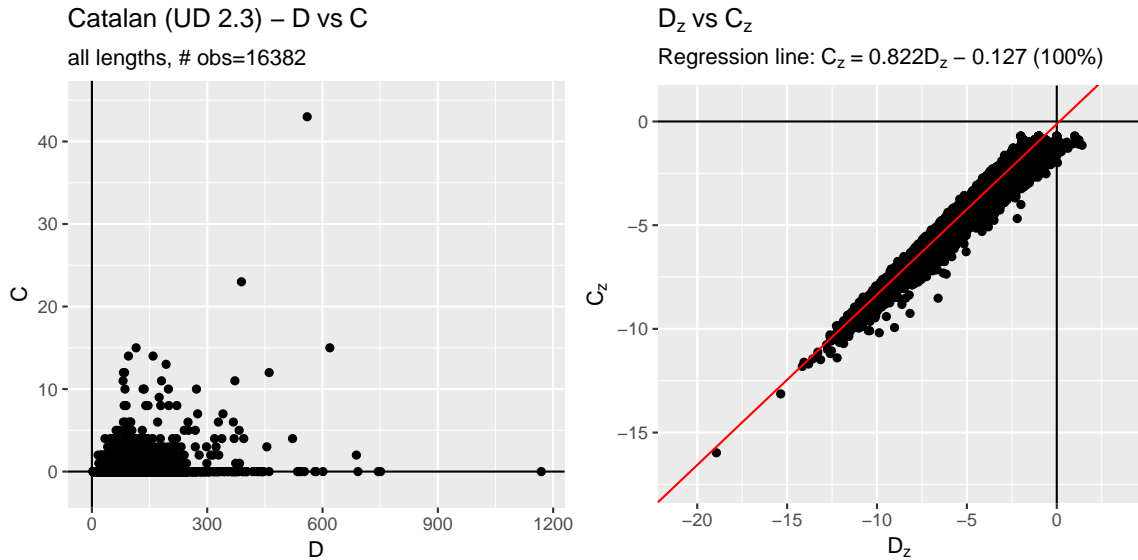 Catalan (UD 2.3) – D vs C
all lengths, # obs=16382
40
30
20
10
0
C
0 300 600 900 1200
D
D_z vs C_z
Regression line: C_z = 0.822D_z − 0.127 (100%)
0
−5
−10
−15
C_z
−20 −15 −10 −5 0
D_z